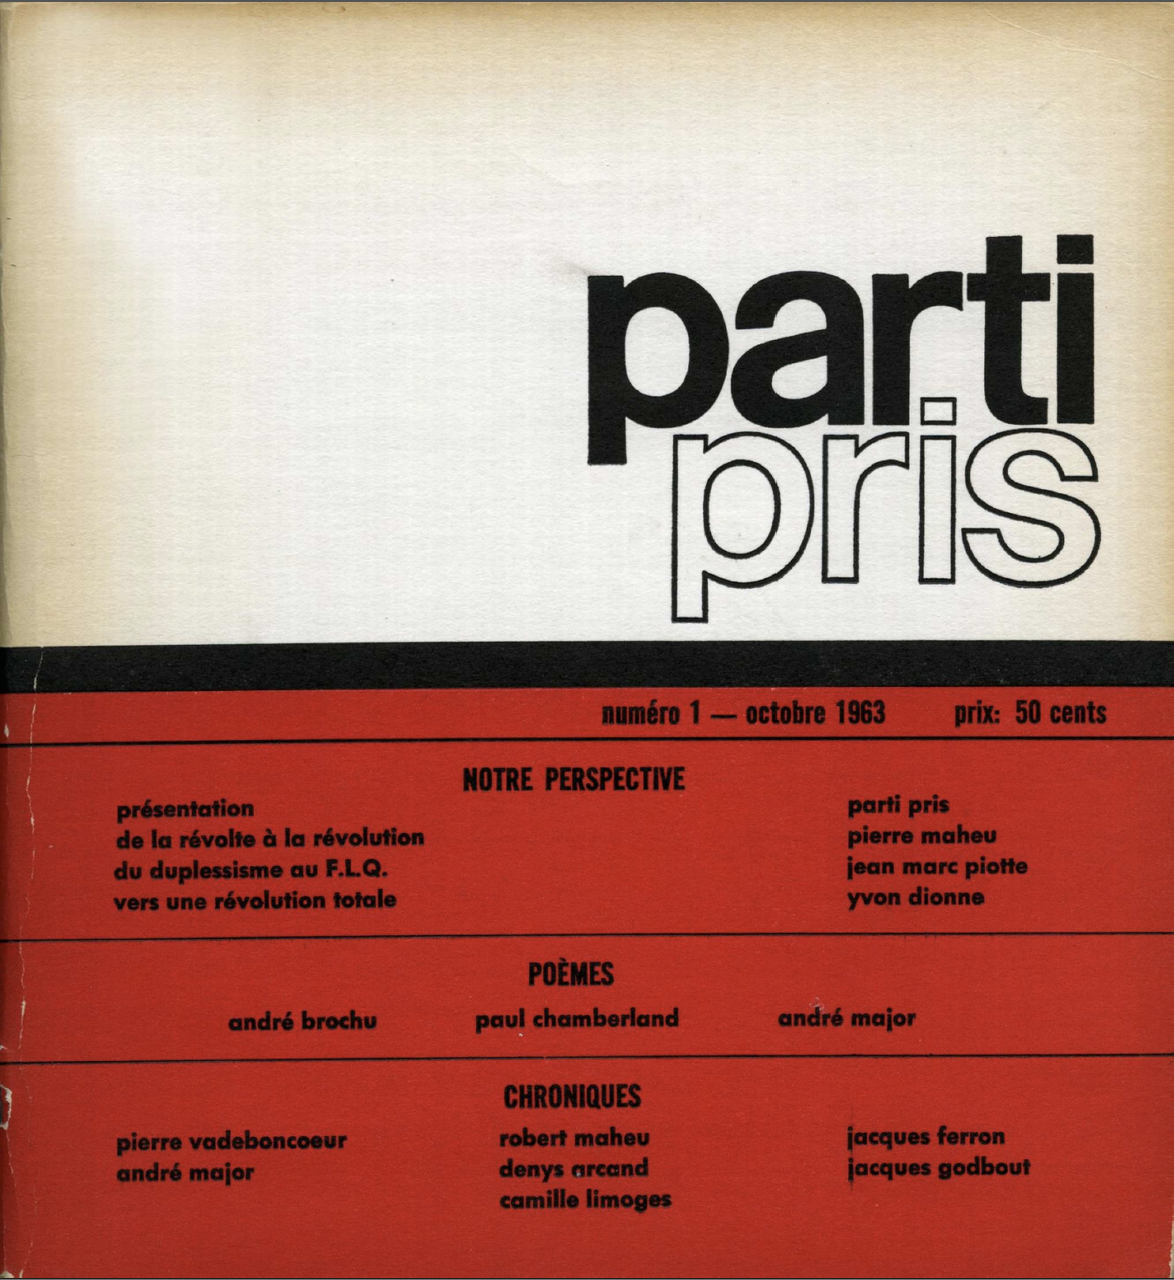 parti
pris
numéro 1 — octobre 1963 prix: 50 cents
NOTRE PERSPECTIVE
présentation parti pris
de la révolte à la révolution pierre maheu
du duplessisme au F.L.Q. jean marc piotte
vers une révolution totale yvon dionne
POÈMES
andré brochu paul chamberland andré major
CHRONIQUES
pierre vadeboncoeur robert maheu jacques ferron
andré major denys arcand jacques godbout
camille limoges